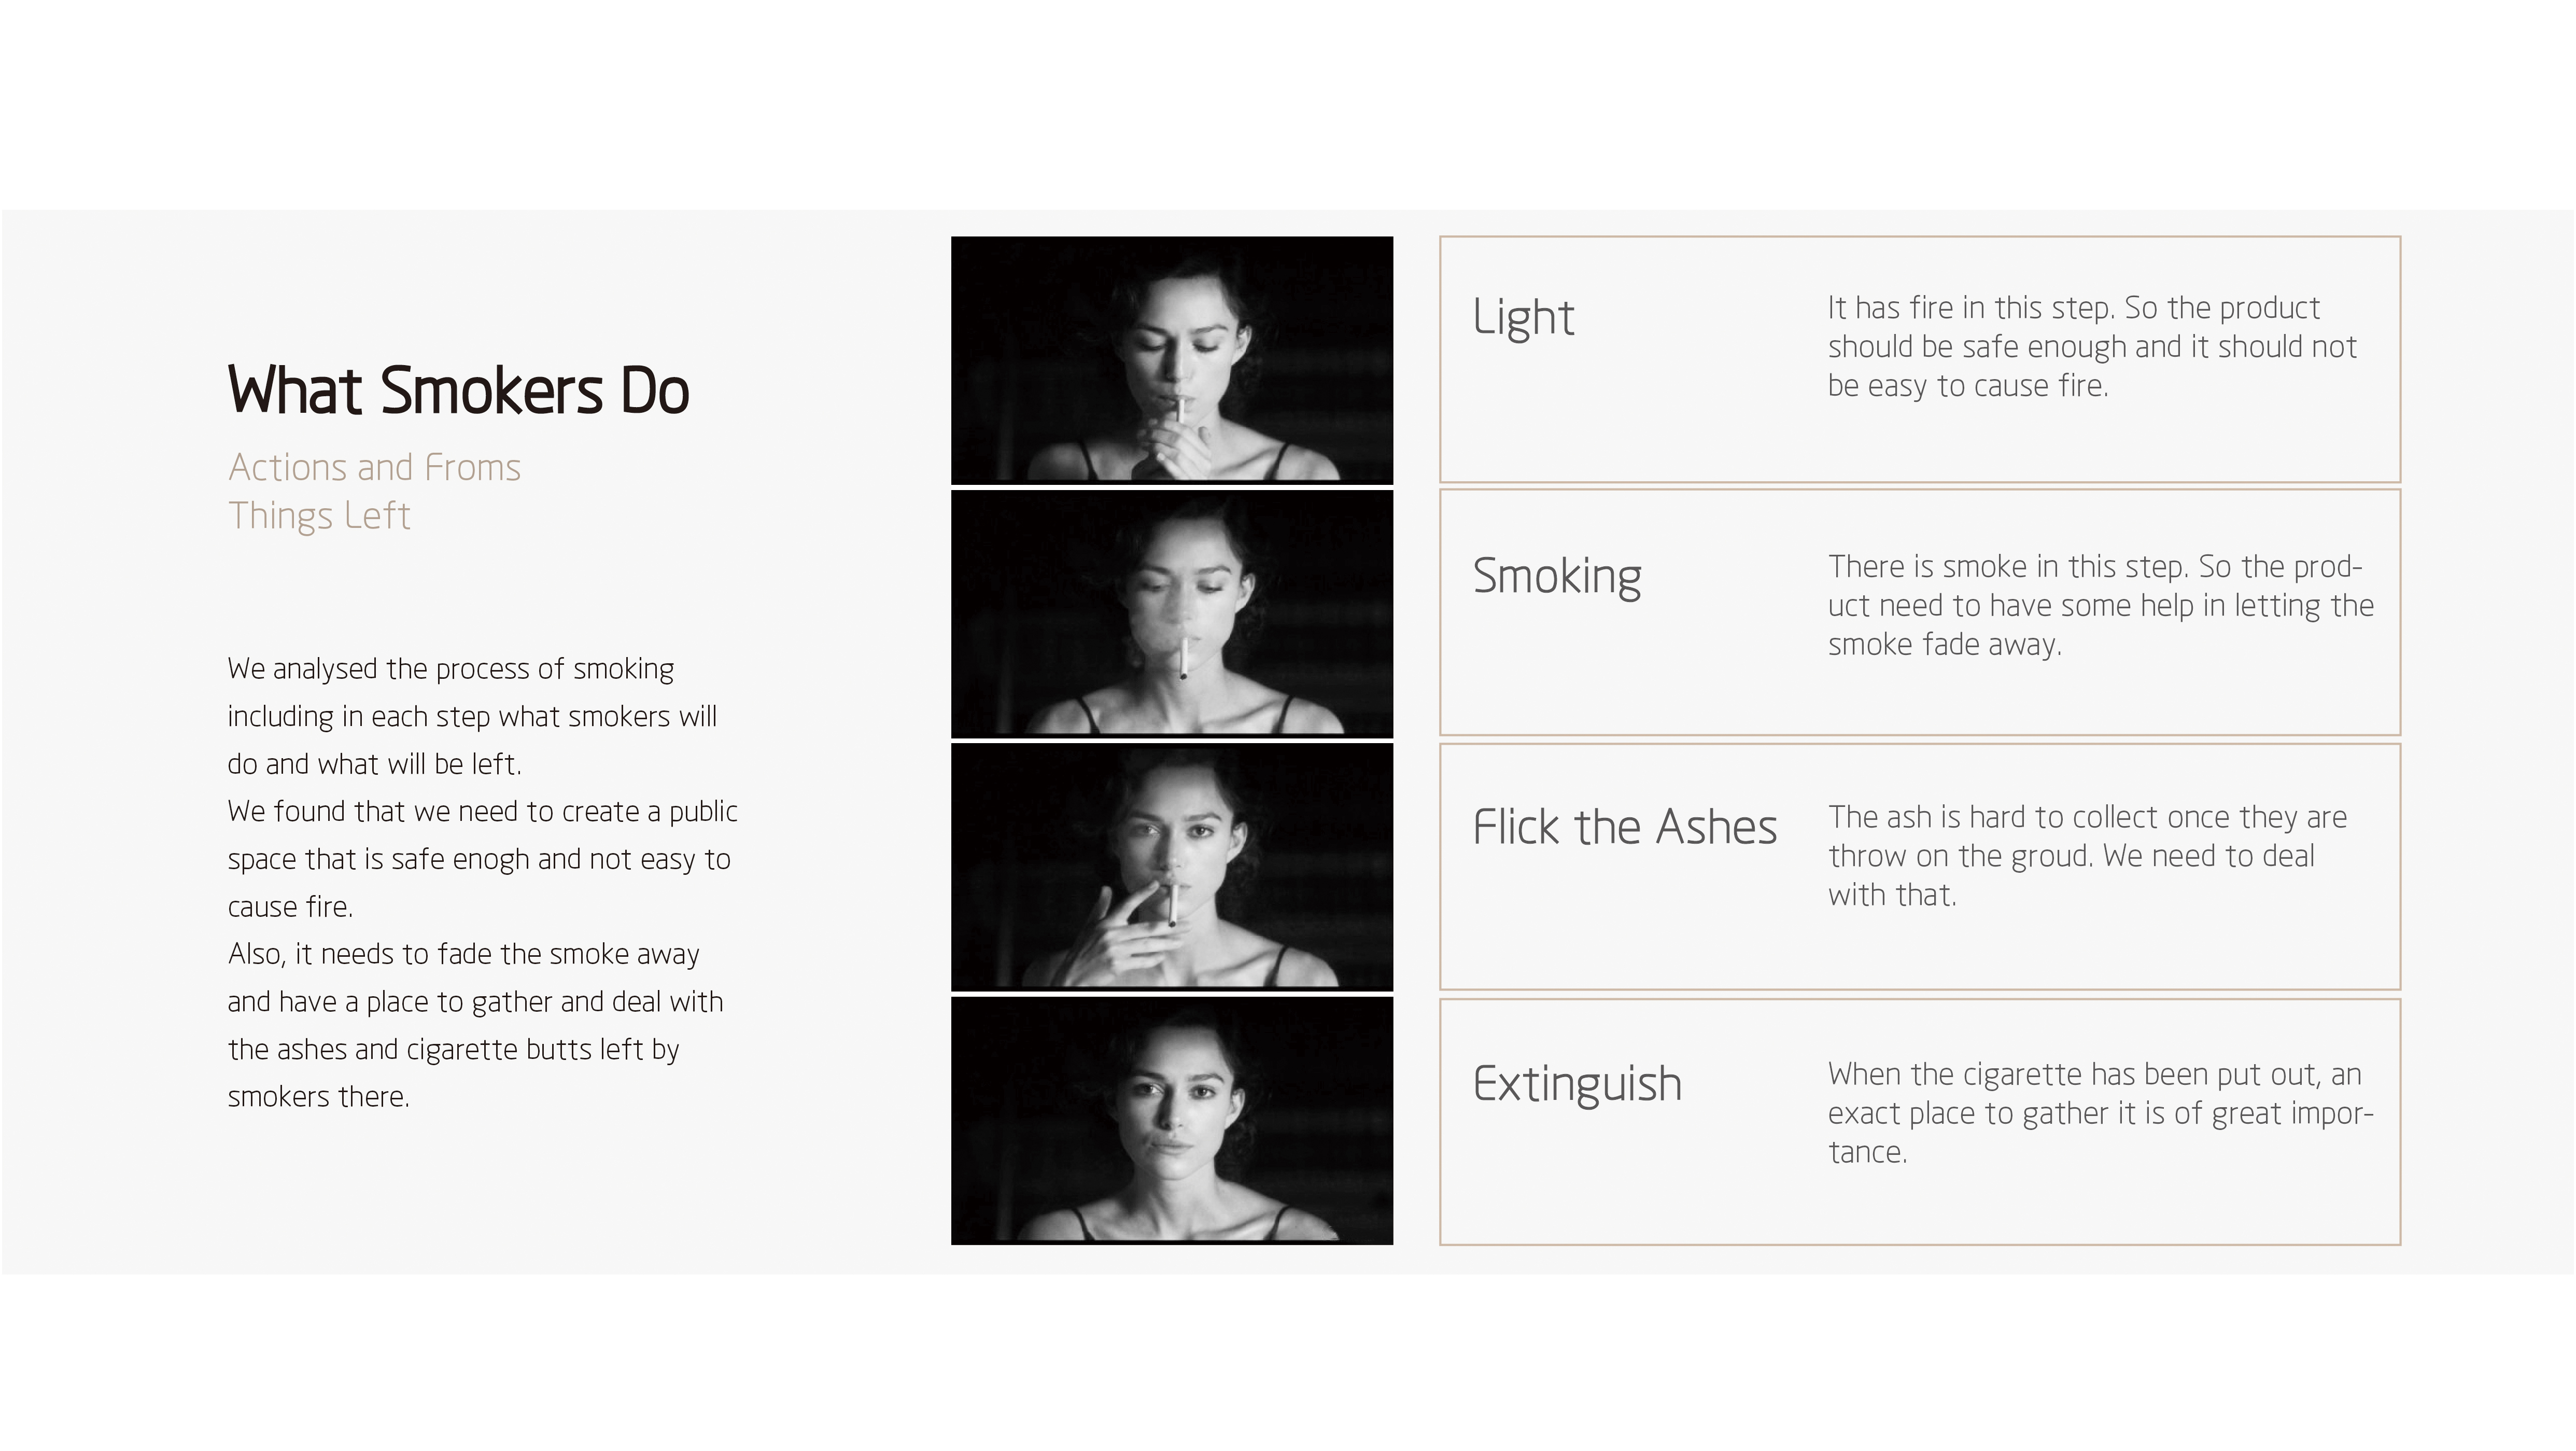 What Smokers Do
Actions and Froms
Things Left
We analysed the process of smoking
including in each step what smokers will
do and what will be left.
We found that we need to create a public
space that is safe enogh and not easy to
cause fire.
Also, it needs to fade the smoke away
and have a place to gather and deal with
the ashes and cigarette butts left by
smokers there.
Light
It has fire in this step. So the product
should be safe enough and it should not
be easy to cause fire.
Smoking
There is smoke in this step. So the prod-
uct need to have some help in letting the
smoke fade away.
Flick the Ashes
The ash is hard to collect once they are
throw on the groud. We need to deal
with that.
Extinguish
When the cigarette has been put out, an
exact place to gather it is of great impor-
tance.